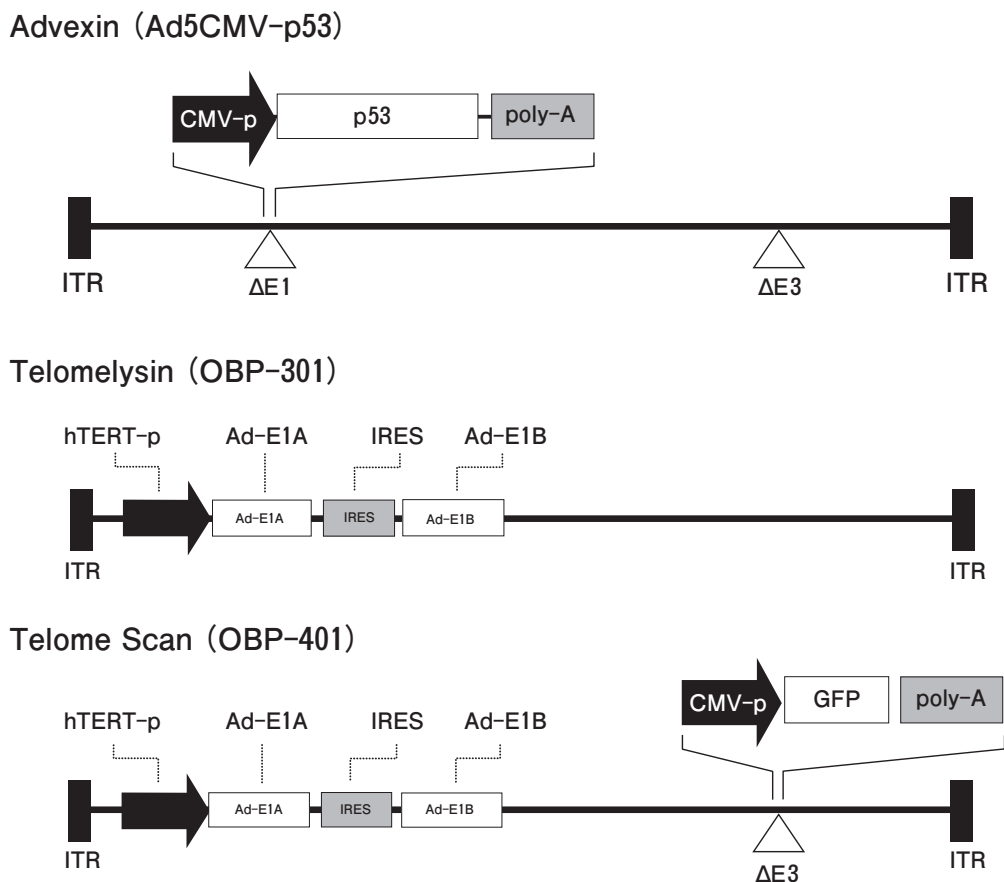 Advexin (Ad5CMV-p53)
CMV-p p53 poly-A
ITR ΔE1 ΔE3 ITR
Telomelysin (OBP-301)
hTERT-p Ad-E1A IRES Ad-E1B
Ad-E1A IRES Ad-E1B
ITR ITR
Telome Scan (OBP-401)
CMV-p GFP poly-A
hTERT-p Ad-E1A IRES Ad-E1B
Ad-E1A IRES Ad-E1B
ITR ΔE3 ITR